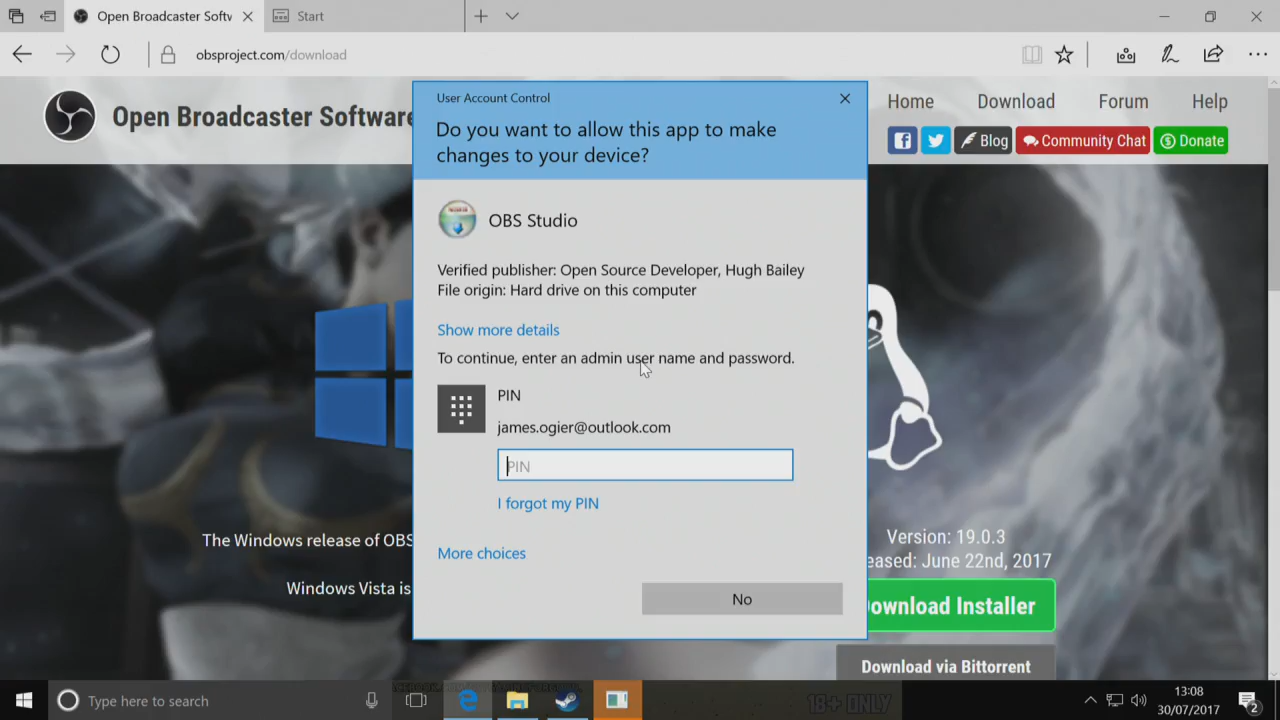 Open Broadcaster Softw
Start
obsproject.com/download
Open Broadcaster Software
Home
Download
Forum
Help
Blog
Community Chat
Donate
User Account Control
Do you want to allow this app to make
changes to your device?
OBS Studio
Verified publisher: Open Source Developer, Hugh Bailey
File origin: Hard drive on this computer
Show more details
To continue, enter an admin user name and password.
PIN
james.ogier@outlook.com
PIN
I forgot my PIN
More choices
No
The Windows release of OBS
Windows Vista is
Version: 19.0.3
eased: June 22nd, 2017
Download Installer
Download via Bittorrent
Type here to search
18+ ONLY
13:08
30/07/2017
2